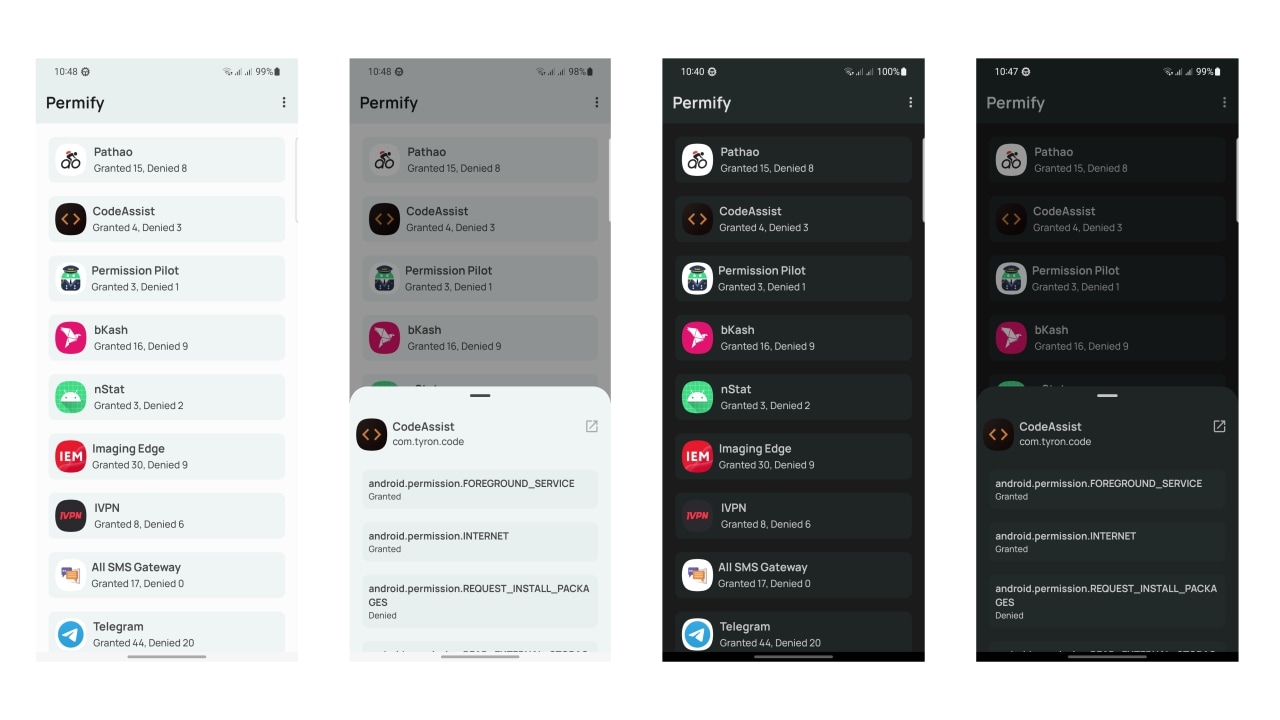 10:48 99%
Permify
Pathao
Granted 15, Denied 8
CodeAssist
Granted 4, Denied 3
Permission Pilot
Granted 3, Denied 1
bKash
Granted 16, Denied 9
nStat
Granted 3, Denied 2
IEM
Imaging Edge
Granted 30, Denied 9
IVPN
IVPN
Granted 8, Denied 6
All SMS Gateway
Granted 17, Denied 0
Telegram
Granted 44, Denied 20
10:48 98%
Permify
Pathao
Granted 15, Denied 8
CodeAssist
Granted 4, Denied 3
Permission Pilot
Granted 3, Denied 1
bKash
Granted 16, Denied 9
CodeAssist
com.tyron.code
android.permission.FOREGROUND_SERVICE
Granted
android.permission.INTERNET
Granted
android.permission.REQUEST_INSTALL_PACKA
GES
Denied
10:40 100%
Permify
Pathao
Granted 15, Denied 8
CodeAssist
Granted 4, Denied 3
Permission Pilot
Granted 3, Denied 1
bKash
Granted 16, Denied 9
nStat
Granted 3, Denied 2
IEM
Imaging Edge
Granted 30, Denied 9
IVPN
IVPN
Granted 8, Denied 6
All SMS Gateway
Granted 17, Denied 0
Telegram
Granted 44, Denied 20
10:47 99%
Permify
Pathao
Granted 15, Denied 8
CodeAssist
Granted 4, Denied 3
Permission Pilot
Granted 3, Denied 1
bKash
Granted 16, Denied 9
CodeAssist
com.tyron.code
android.permission.FOREGROUND_SERVICE
Granted
android.permission.INTERNET
Granted
android.permission.REQUEST_INSTALL_PACKA
GES
Denied